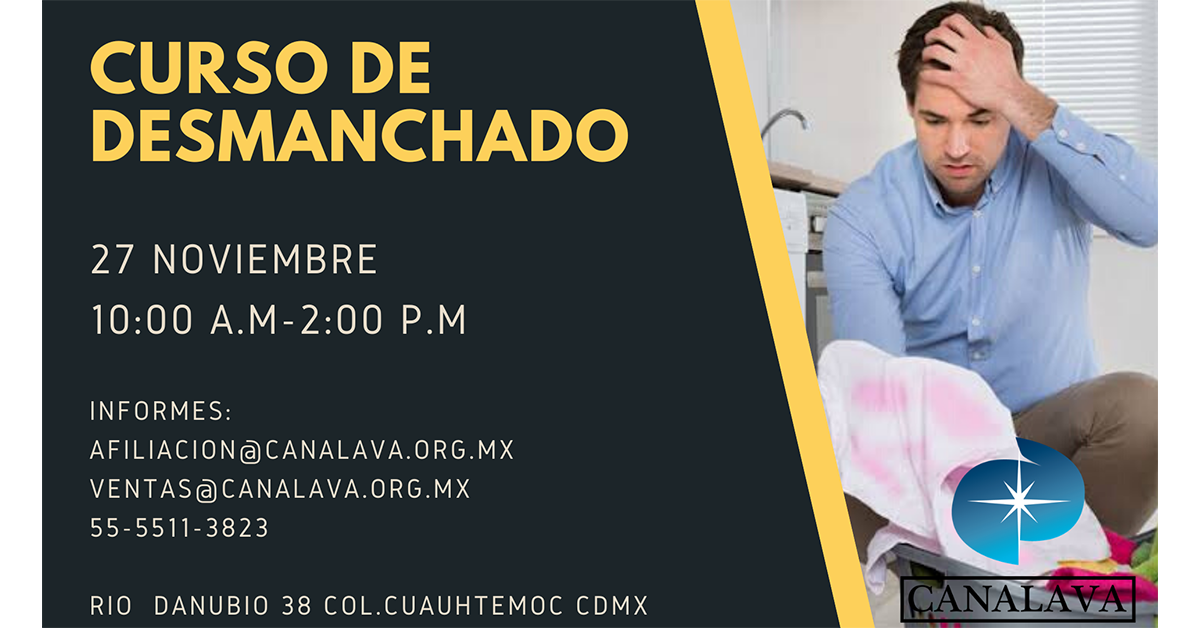 CURSO DE
DESMANCHADO
27 NOVIEMBRE
10:00 A.M-2:00 P.M
INFORMES:
AFILIACION@CANALAVA.ORG.MX
VENTAS@CANALAVA.ORG.MX
55-5511-3823
RIO DANUBIO 38 COL.CUAUHTEMOC CDMX
CANALAVA